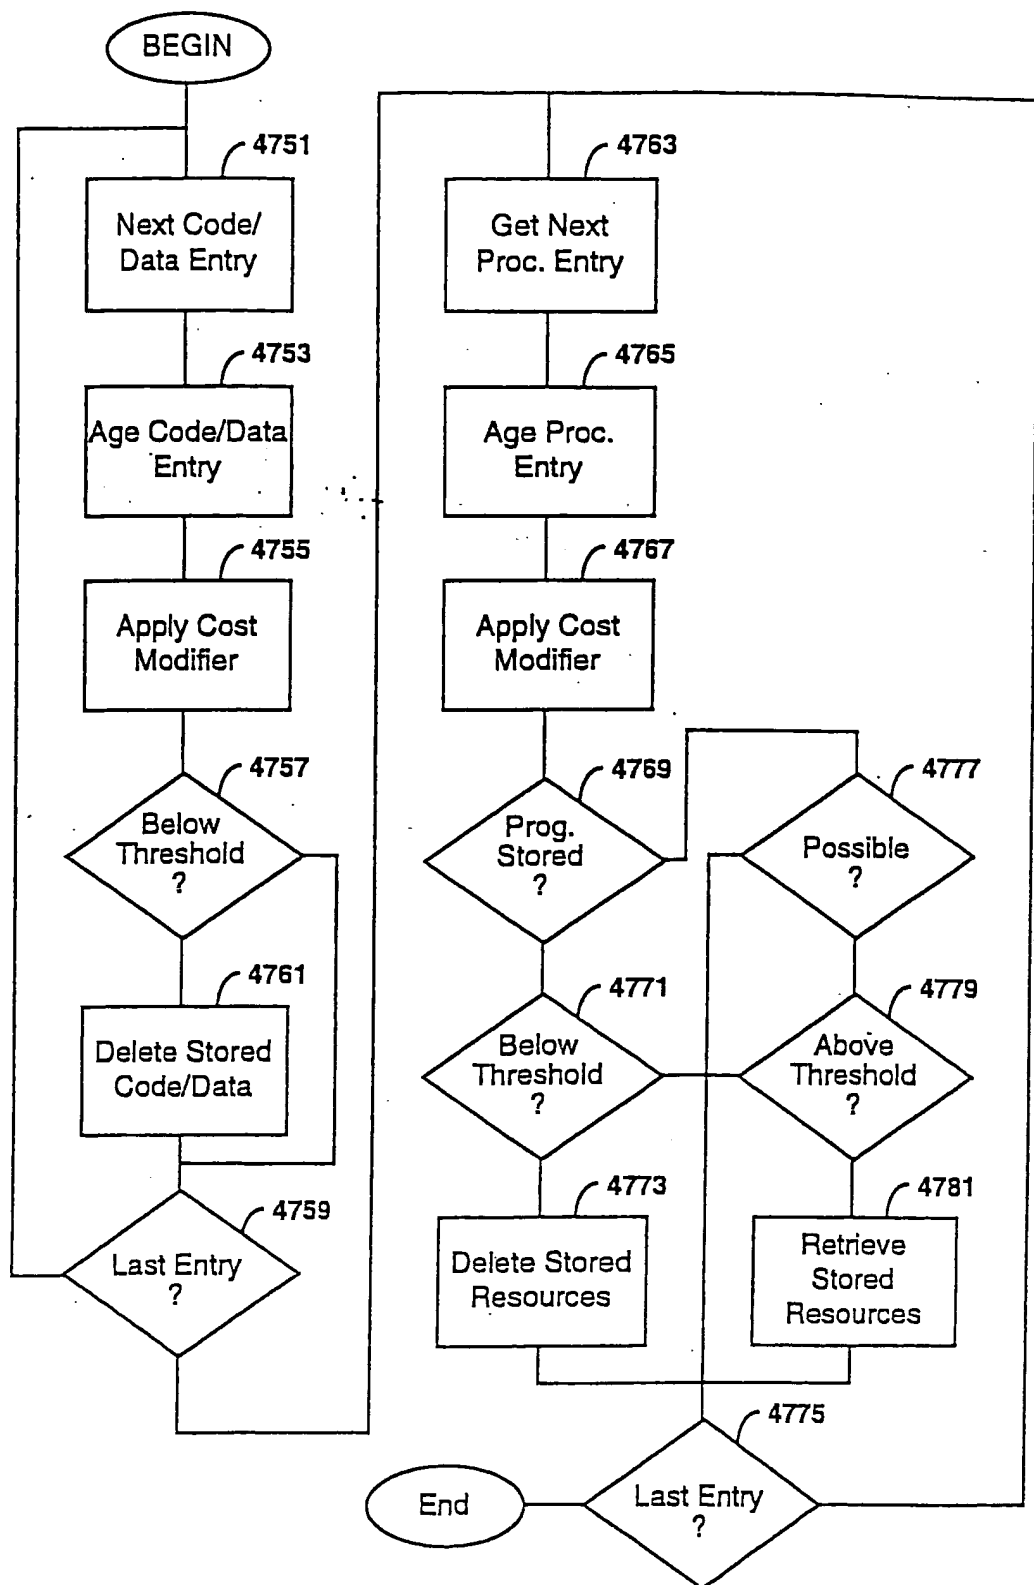 BEGIN
4751
Next Code/
Data Entry
4753
Age Code/Data
Entry
4755
Apply Cost
Modifier
4757
Below
Threshold
?
4761
Delete Stored
Code/Data
4759
Last Entry
?
4763
Get Next
Proc. Entry
4765
Age Proc.
Entry
4767
Apply Cost
Modifier
4769
Prog.
Stored
?
4777
Possible
?
4771
Below
Threshold
?
4779
Above
Threshold
?
4773
Delete Stored
Resources
4781
Retrieve
Stored
Resources
4775
Last Entry
?
End